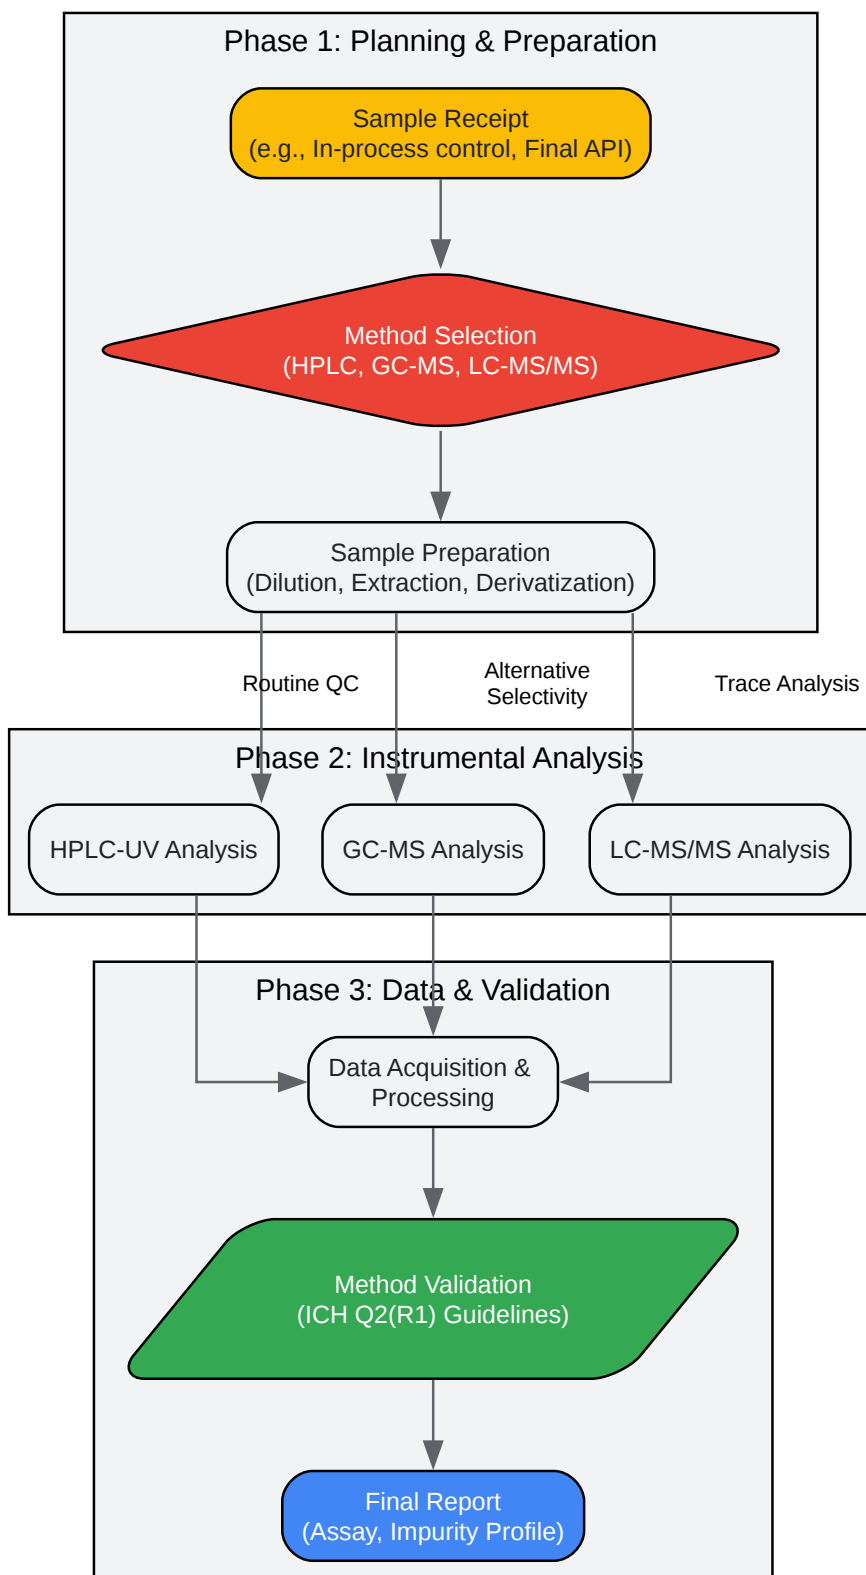 Phase 1: Planning & Preparation
Sample Receipt
(e.g., In-process control, Final API)
Method Selection
(HPLC, GC-MS, LC-MS/MS)
Sample Preparation
(Dilution, Extraction, Derivatization)
Routine QC
Alternative
Selectivity
Trace Analysis
Phase 2: Instrumental Analysis
HPLC-UV Analysis
GC-MS Analysis
LC-MS/MS Analysis
Phase 3: Data & Validation
Data Acquisition &
Processing
Method Validation
(ICH Q2(R1) Guidelines)
Final Report
(Assay, Impurity Profile)